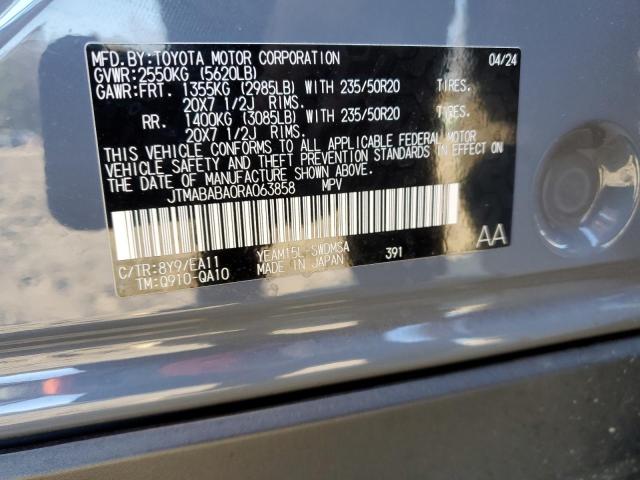 MFD.BY:TOYOTA MOTOR CORPORATION 04/24
GVWR:2550KG (5620LB)
GAWR:FRT. 1355KG (2985LB) WITH 235/50R20 TIRES.
20X7 1/2J RIMS.
RR. 1400KG (3085LB) WITH 235/50R20 TIRES.
20X7 1/2J RIMS.
THIS VEHICLE CONFORMS TO ALL APPLICABLE FEDERAL MOTOR
VEHICLE SAFETY AND THEFT PREVENTION STANDARDS IN EFFECT ON
THE DATE OF MANUFACTURE SHOWN ABOVE.
JTMABABA0RA063858 MPV
C/TR:8Y9/EA11 YEAM15L-SWDMSA 391 AA
TM:Q910-QA10 MADE IN JAPAN